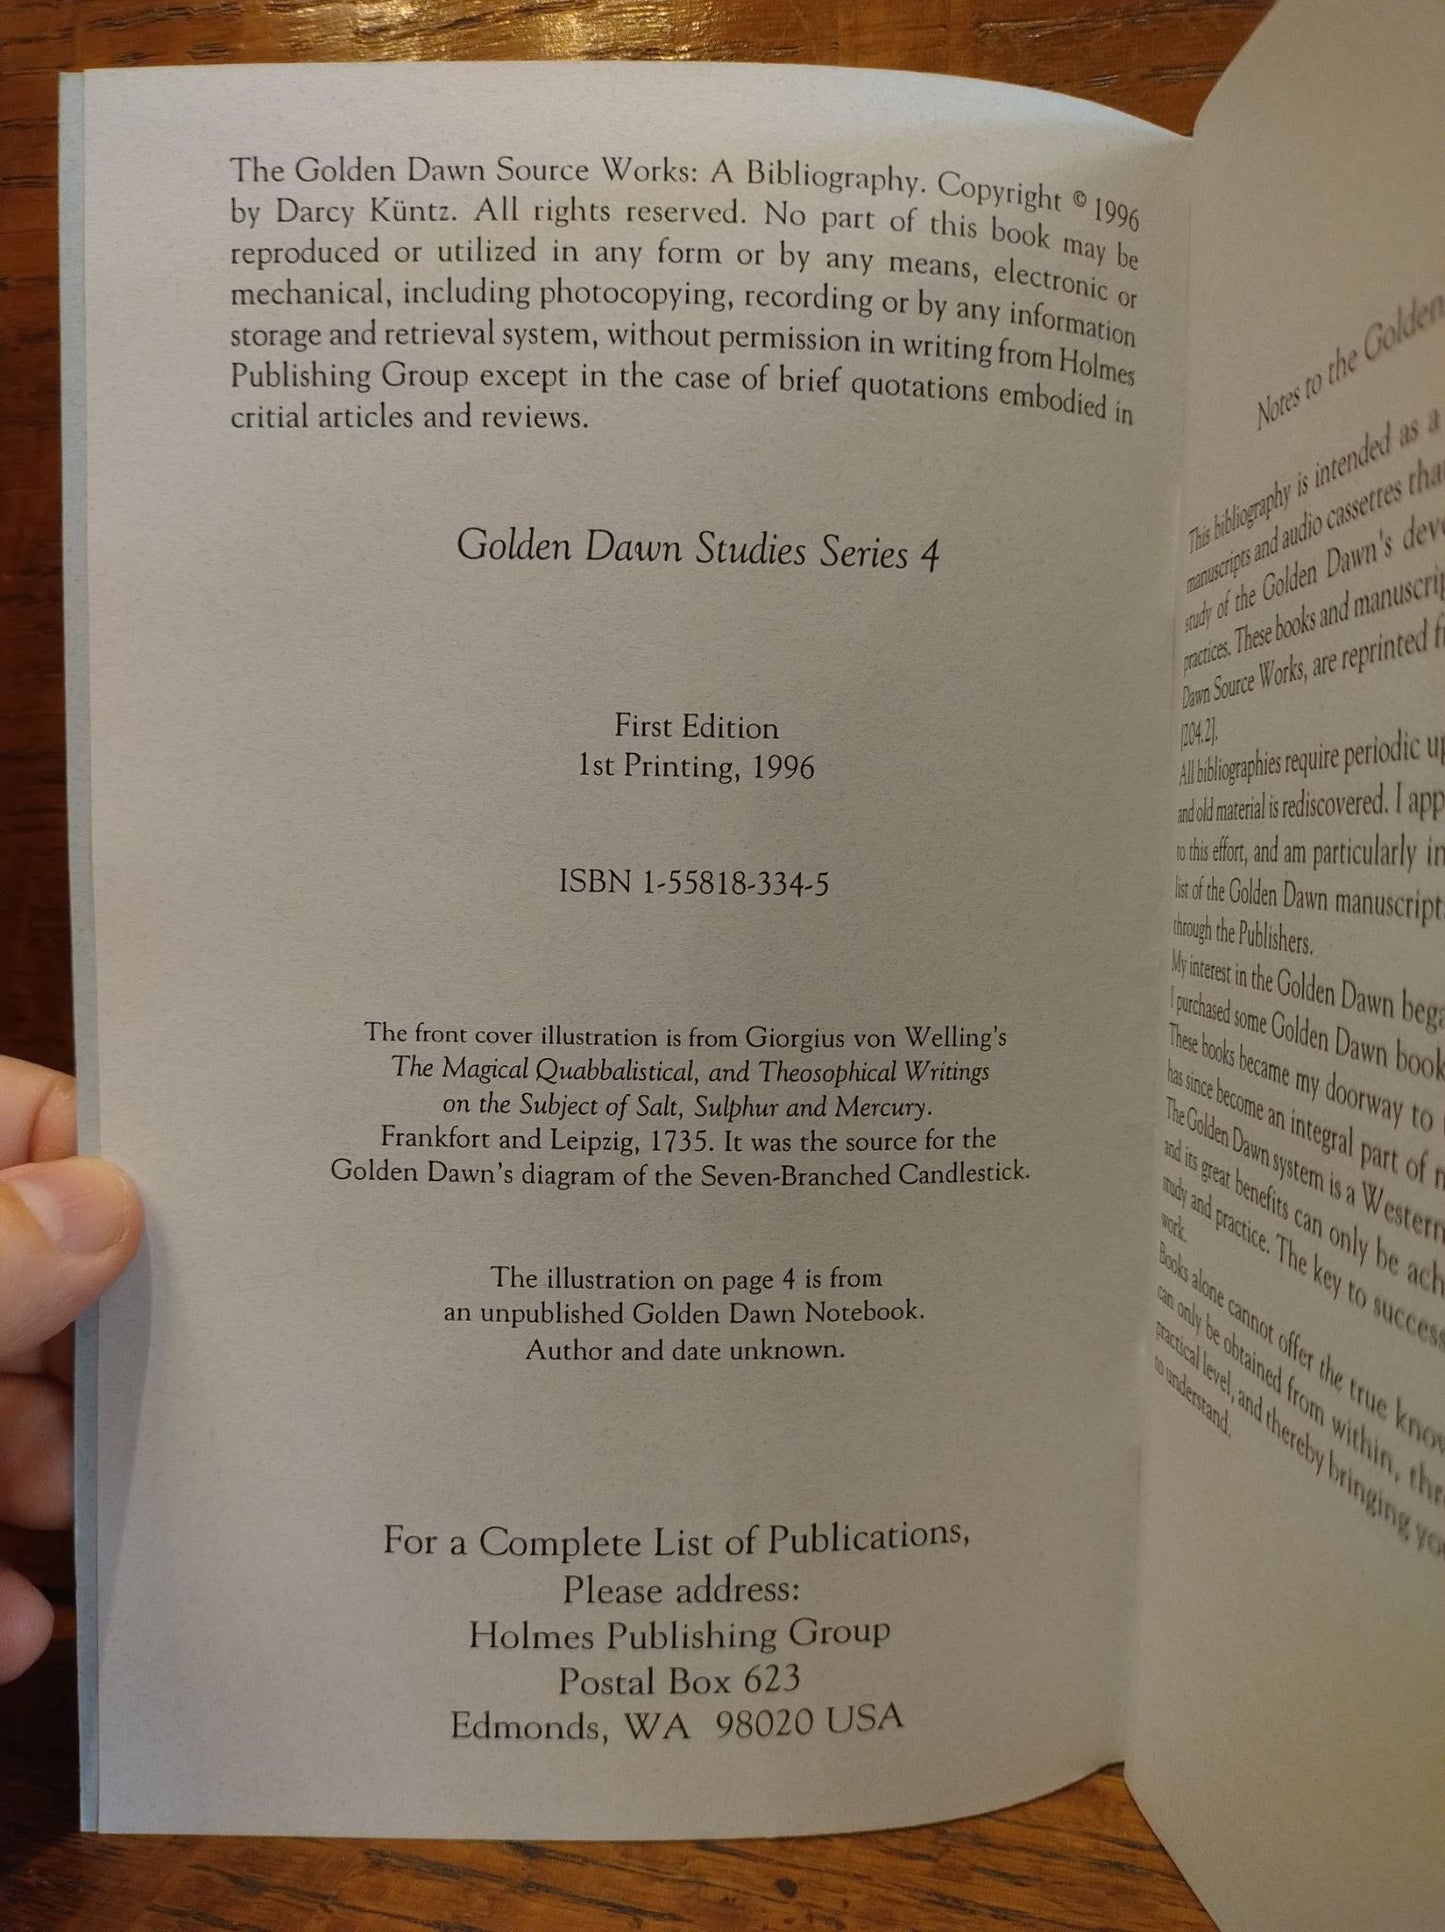 The Golden Dawn Source Works: A Bibliography. Copyright © 1996
by Darcy Küntz. All rights reserved. No part of this book may be
reproduced or utilized in any form or by any means, electronic or
mechanical, including photocopying, recording or by any information
storage and retrieval system, without permission in writing from Holmes
Publishing Group except in the case of brief quotations embodied in
critial articles and reviews.
Golden Dawn Studies Series 4
First Edition
1st Printing, 1996
ISBN 1-55818-334-5
The front cover illustration is from Giorgius von Welling's
The Magical Quabbalistical, and Theosophical Writings
on the Subject of Salt, Sulphur and Mercury.
Frankfort and Leipzig, 1735. It was the source for the
Golden Dawn's diagram of the Seven-Branched Candlestick.
The illustration on page 4 is from
an unpublished Golden Dawn Notebook.
Author and date unknown.
For a Complete List of Publications,
Please address:
Holmes Publishing Group
Postal Box 623
Edmonds, WA 98020 USA
Notes to the Golden
This bibliography is intended as a
manuscripts and audio cassettes
study of the Golden Dawn's
practices. These books and
Dawn Source Works, are reprinted
[204.2].
All bibliographies require periodic
and old material is rediscovered. I
to this effort, and am particularly
list of the Golden Dawn
through the Publishers.
My interest in the Golden Dawn
I purchased some Golden Dawn
These books became my doorway to
has since become an integral part of
The Golden Dawn system is a Western
and its great benefits can only be
study and practice. The key to success
work.
Books alone cannot offer the true
can only be obtained from within,
practical level, and thereby bringing
to understand.